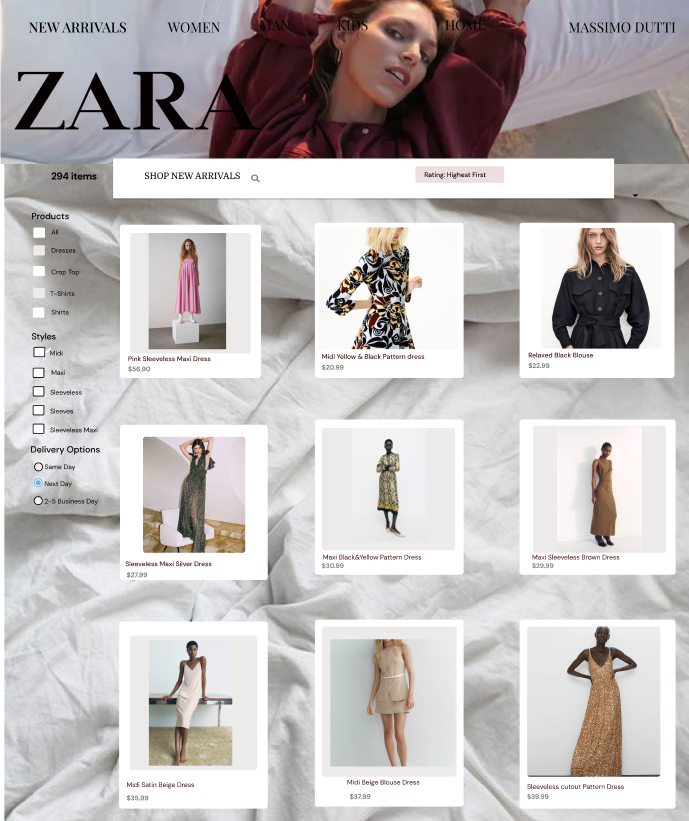 NEW ARRIVALS WOMEN MAN KIDS HOME MASSIMO DUTTI
ZARA
294 items
SHOP NEW ARRIVALS
Rating: Highest First
Products
All
Dresses
Crop Top
T-Shirts
Shirts
Styles
Midi
Maxi
Sleeveless
Sleeves
Sleeveless Maxi
Delivery Options
Same Day
Next Day
2-5 Business Day
Pink Sleeveless Maxi Dress
$56.90
Midi Yellow & Black Pattern dress
$20.99
Relaxed Black Blouse
$22.99
Sleeveless Maxi Silver Dress
$27.99
Maxi Black&Yellow Pattern Dress
$30.99
Maxi Sleeveless Brown Dress
$29.99
Midi Satin Beige Dress
$35.99
Midi Beige Blouse Dress
$37.99
Sleeveless cutout Pattern Dress
$39.99